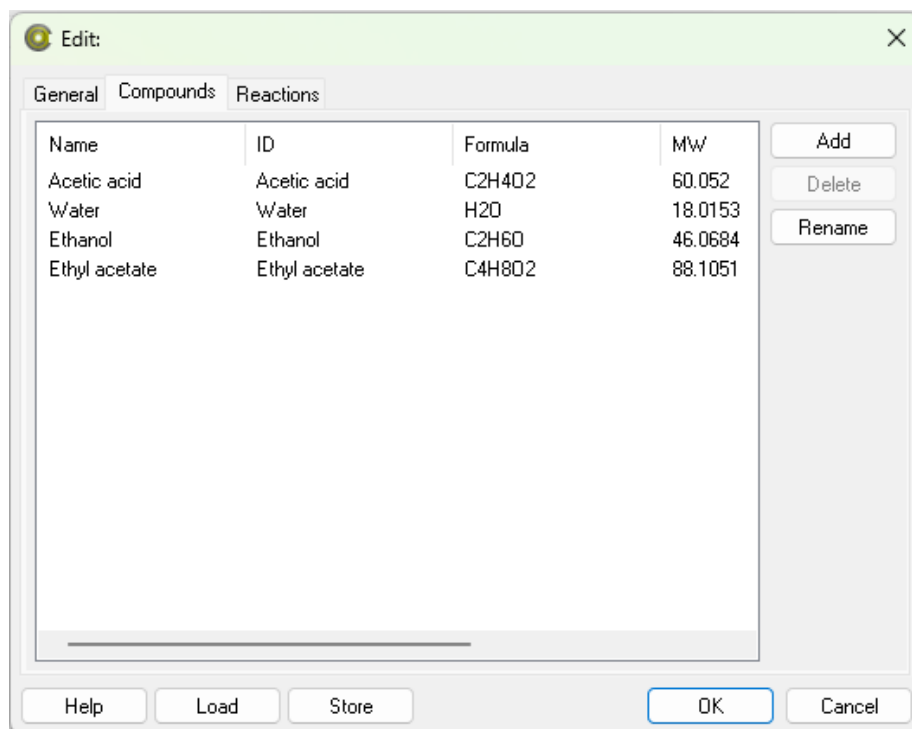 Edit:
General Compounds Reactions
Name ID Formula MW Add
Acetic acid Acetic acid C2H4O2 60.052 Delete
Water Water H2O 18.0153 Rename
Ethanol Ethanol C2H6O 46.0684
Ethyl acetate Ethyl acetate C4H8O2 88.1051
Help Load Store OK Cancel